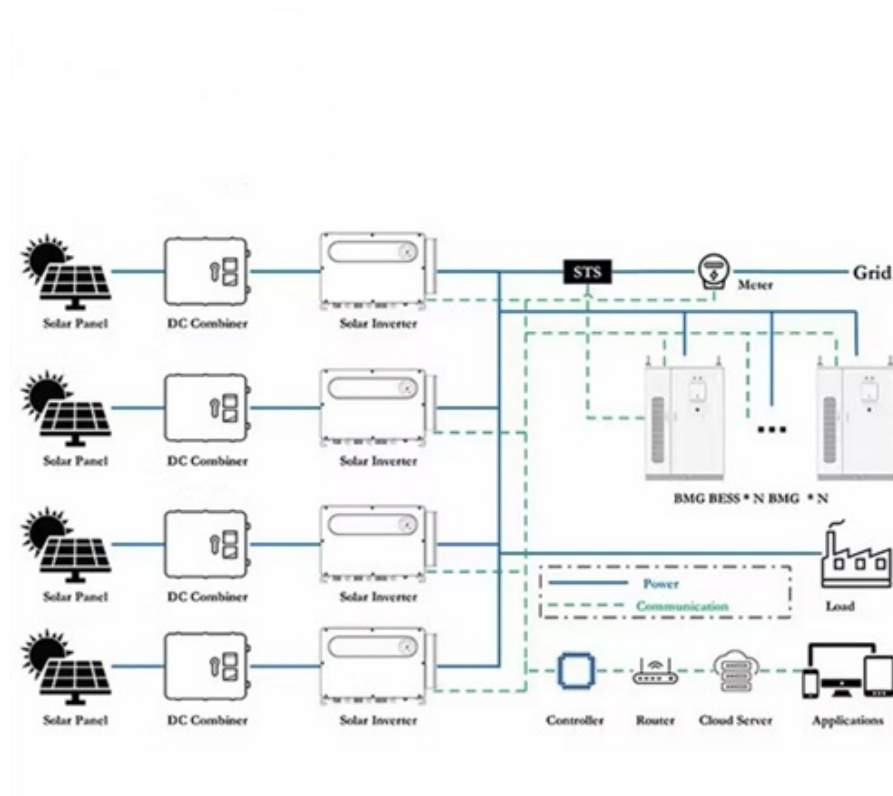 STS
Grid
Meter
Solar Panel DC Combiner Solar Inverter
Solar Panel DC Combiner Solar Inverter
BMG BESS * N BMG * N
Solar Panel DC Combiner Solar Inverter
Power
Communication
Load
Solar Panel DC Combiner Solar Inverter Controller Router Cloud Server Applications